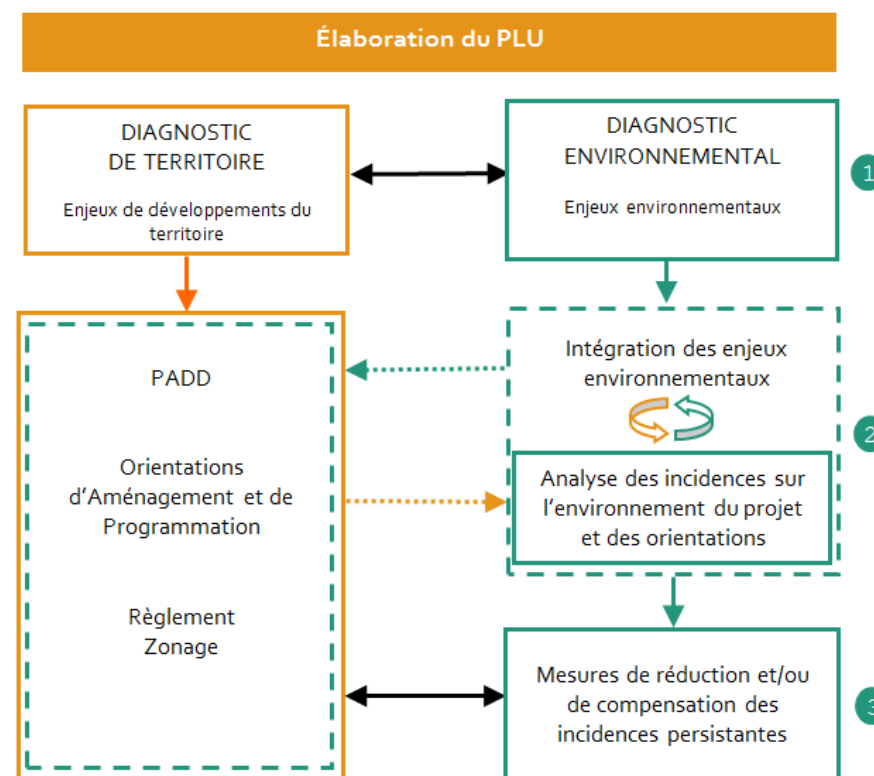 Élaboration du PLU
DIAGNOSTIC
DE TERRITOIRE
Enjeux de développements du
territoire
DIAGNOSTIC
ENVIRONNEMENTAL
Enjeux environnementaux
1
PADD
Orientations
d’Aménagement et de
Programmation
Règlement
Zonage
Intégration des enjeux
environnementaux
Analyse des incidences sur
l’environnement du projet
et des orientations
2
Mesures de réduction et/ou
de compensation des
incidences persistantes
3